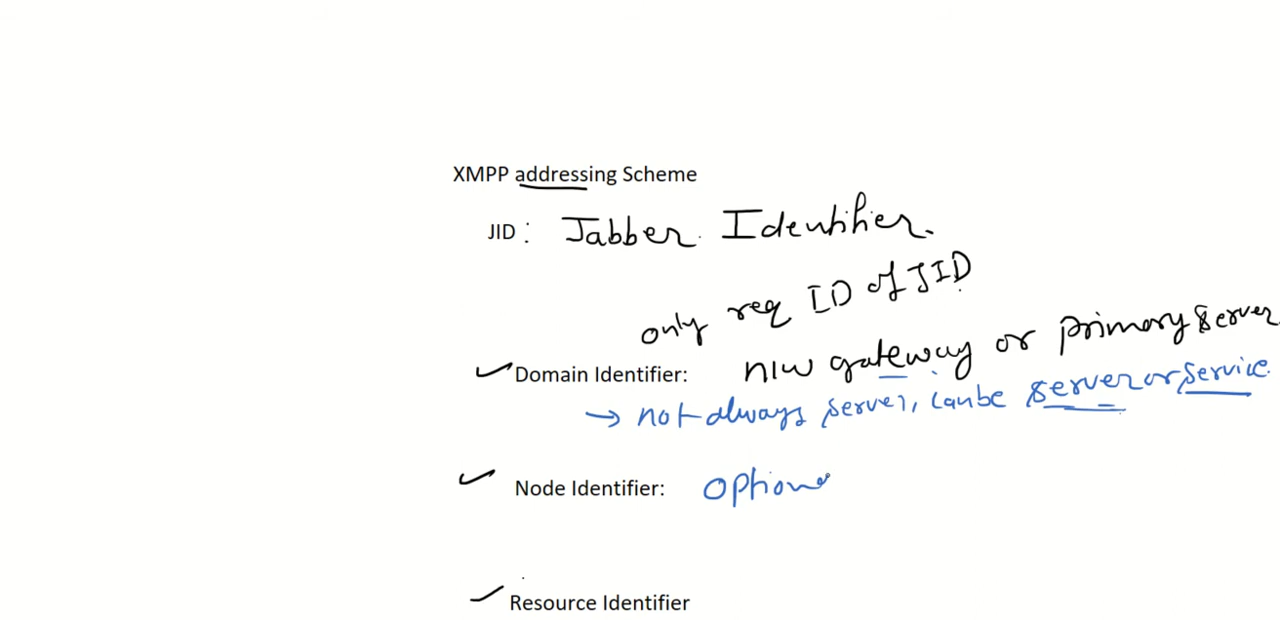 XMPP addressing Scheme
JID : Jabber Identifier.
only req ID of JID
Domain Identifier: n/w gateway or primary server
→ not always server, can be server or service.
Node Identifier: Optiona
Resource Identifier